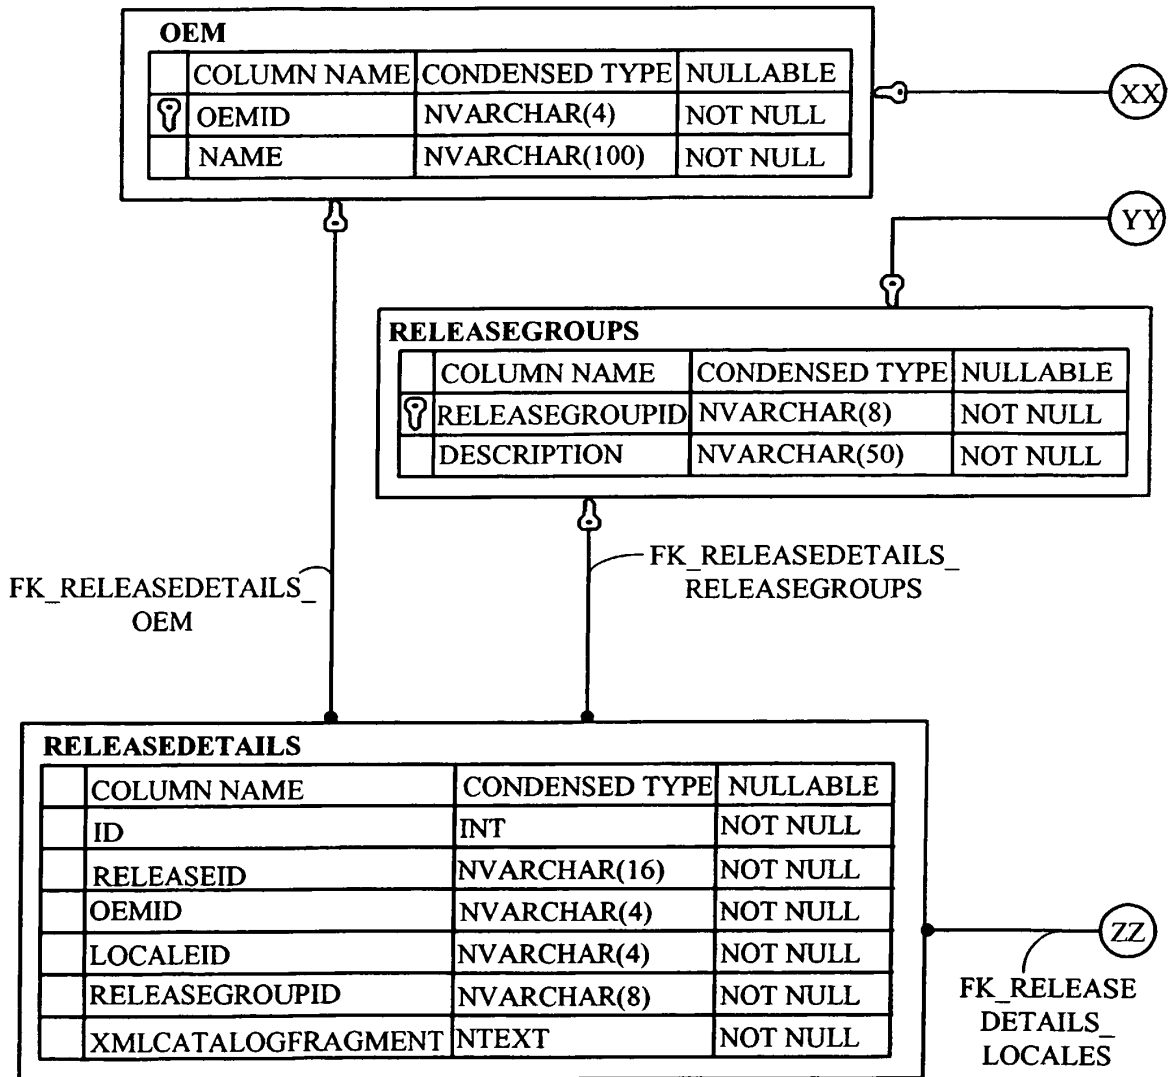 OEM
COLUMN NAME CONDENSED TYPE NULLABLE
OEMID NVARCHAR(4) NOT NULL
NAME NVARCHAR(100) NOT NULL
XX
YY
RELEASEGROUPS
COLUMN NAME CONDENSED TYPE NULLABLE
RELEASEGROUPID NVARCHAR(8) NOT NULL
DESCRIPTION NVARCHAR(50) NOT NULL
FK_RELEASEDETAILS_
OEM
FK_RELEASEDETAILS_
RELEASEGROUPS
RELEASEDETAILS
COLUMN NAME CONDENSED TYPE NULLABLE
ID INT NOT NULL
RELEASEID NVARCHAR(16) NOT NULL
OEMID NVARCHAR(4) NOT NULL
LOCALEID NVARCHAR(4) NOT NULL
RELEASEGROUPID NVARCHAR(8) NOT NULL
XMLCATALOGFRAGMENT NTEXT NOT NULL
ZZ
FK_RELEASE
DETAILS_
LOCALES